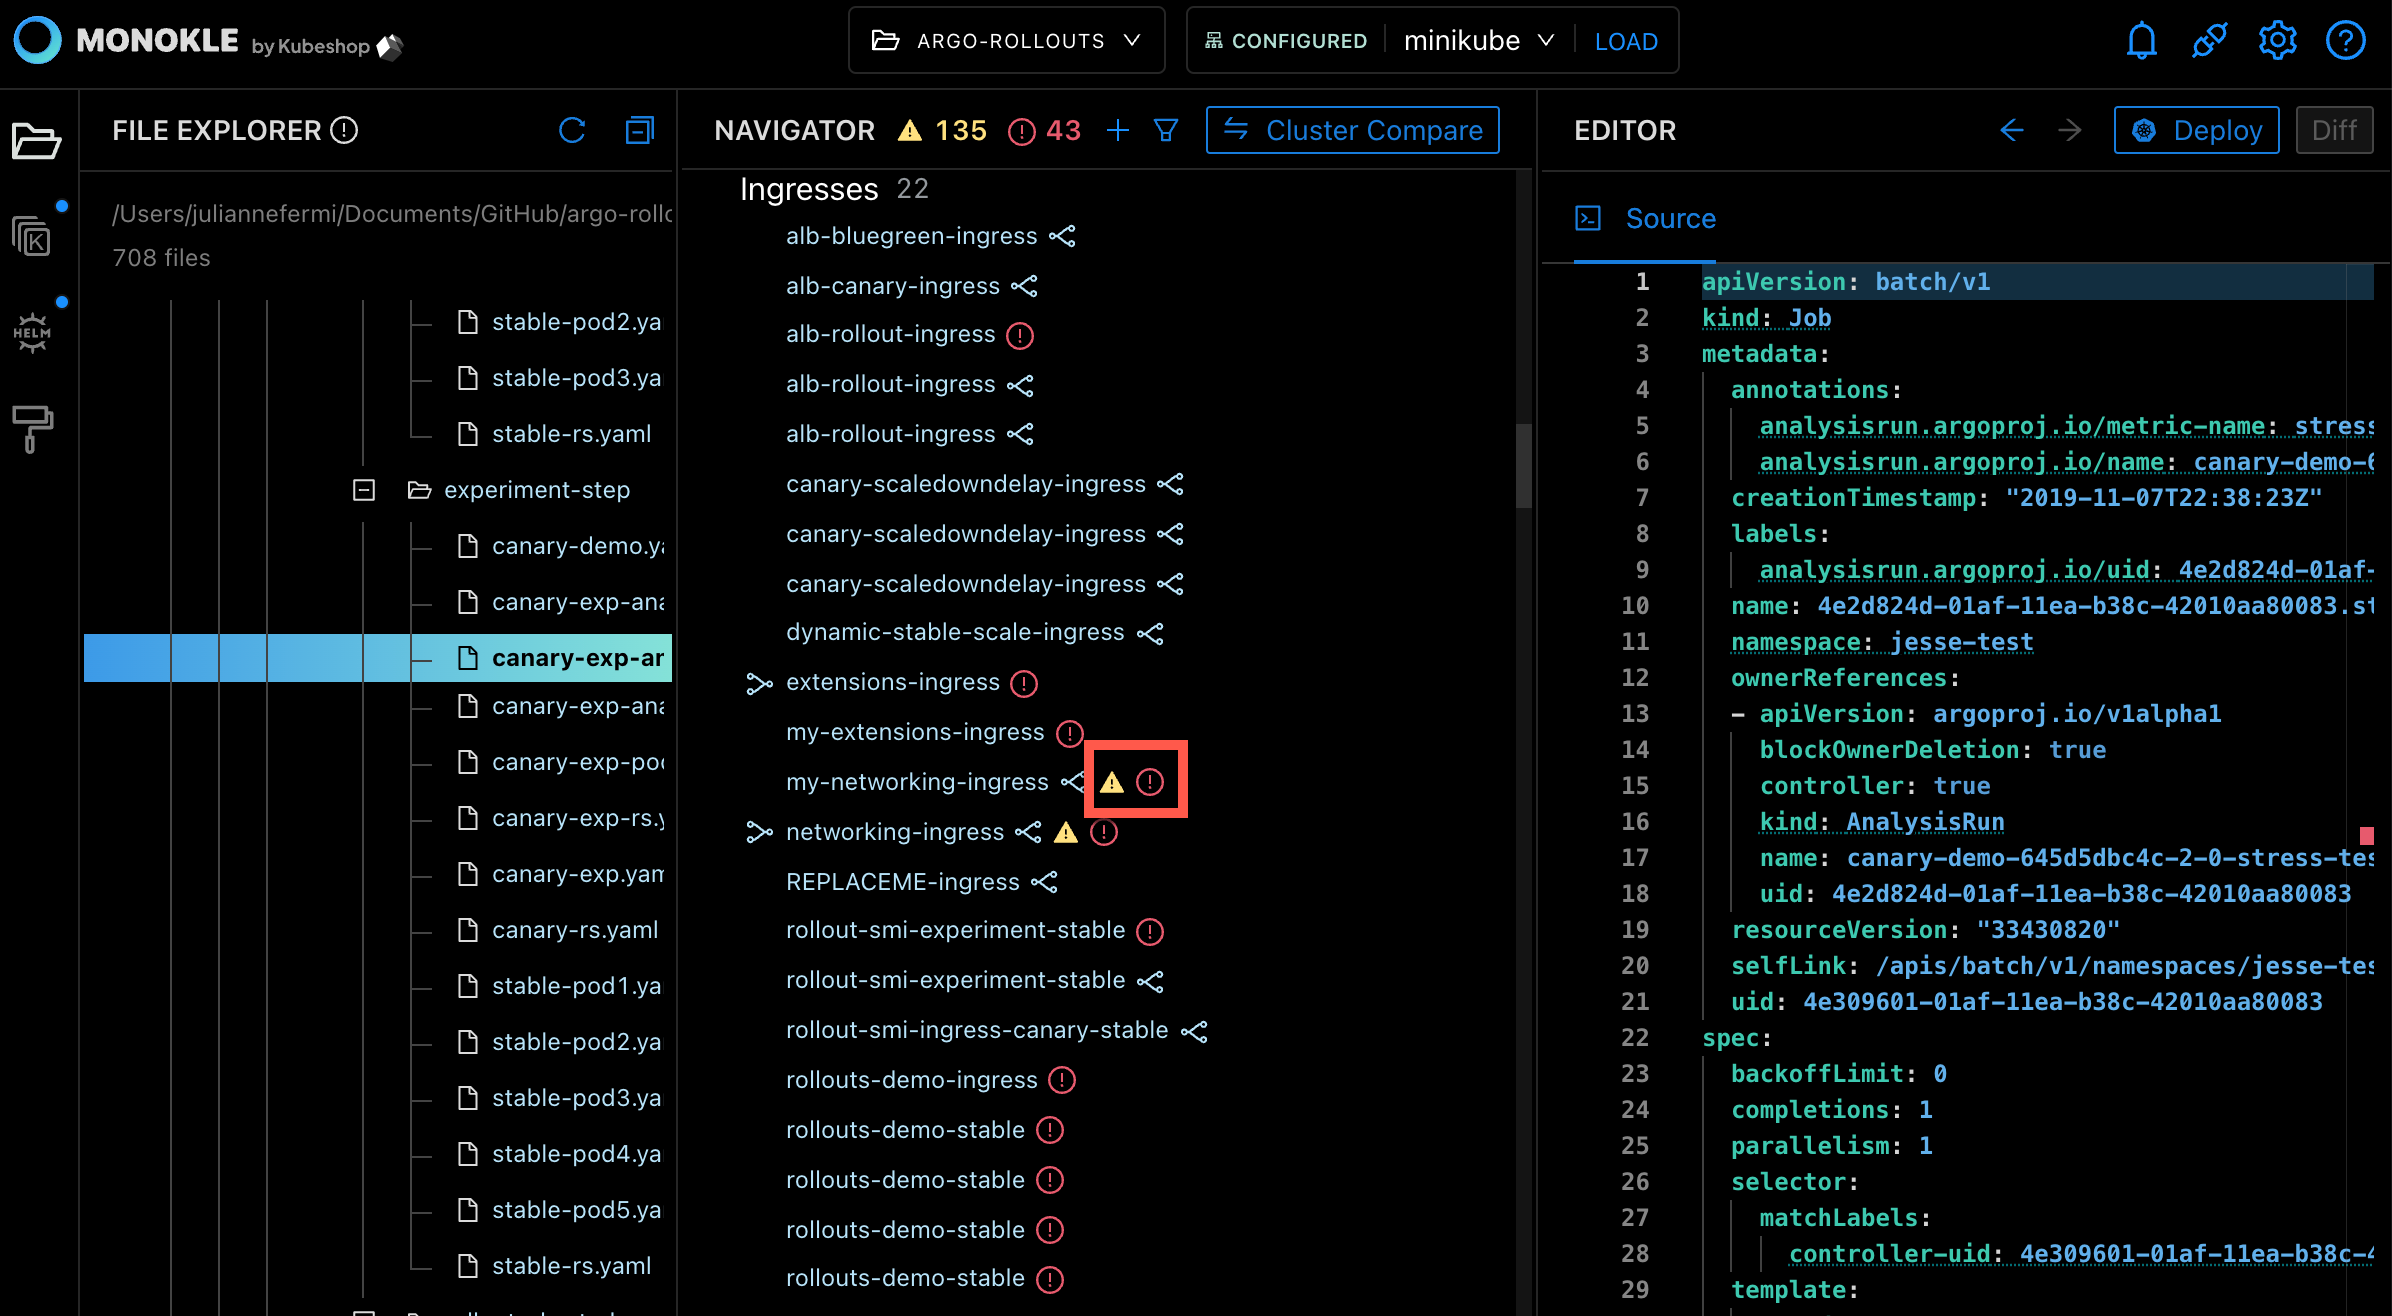 MONOKLE by Kubeshop
ARGO-ROLLOUTS
CONFIGURED minikube LOAD
K
HELM
FILE EXPLORER
/Users/juliannefermi/Documents/GitHub/argo-rollo
708 files
stable-pod2.ya
stable-pod3.ya
stable-rs.yaml
experiment-step
canary-demo.ya
canary-exp-ana
canary-exp-ar
canary-exp-ana
canary-exp-po
canary-exp-rs.y
canary-exp.yam
canary-rs.yaml
stable-pod1.ya
stable-pod2.ya
stable-pod3.ya
stable-pod4.ya
stable-pod5.ya
stable-rs.yaml
NAVIGATOR 135 43 Cluster Compare
Ingresses 22
alb-bluegreen-ingress
alb-canary-ingress
alb-rollout-ingress
alb-rollout-ingress
alb-rollout-ingress
canary-scaledowndelay-ingress
canary-scaledowndelay-ingress
canary-scaledowndelay-ingress
dynamic-stable-scale-ingress
extensions-ingress
my-extensions-ingress
my-networking-ingress
networking-ingress
REPLACEME-ingress
rollout-smi-experiment-stable
rollout-smi-experiment-stable
rollout-smi-ingress-canary-stable
rollouts-demo-ingress
rollouts-demo-stable
rollouts-demo-stable
rollouts-demo-stable
rollouts-demo-stable
EDITOR Deploy Diff
Source
1 apiVersion: batch/v1
2 kind: Job
3 metadata:
4 annotations:
5 analysisrun.argoproj.io/metric-name: stress
6 analysisrun.argoproj.io/name: canary-demo-6
7 creationTimestamp: "2019-11-07T22:38:23Z"
8 labels:
9 analysisrun.argoproj.io/uid: 4e2d824d-01af-
10 name: 4e2d824d-01af-11ea-b38c-42010aa80083.st
11 namespace: jesse-test
12 ownerReferences:
13 - apiVersion: argoproj.io/v1alpha1
14 blockOwnerDeletion: true
15 controller: true
16 kind: AnalysisRun
17 name: canary-demo-645d5dbc4c-2-0-stress-tes
18 uid: 4e2d824d-01af-11ea-b38c-42010aa80083
19 resourceVersion: "33430820"
20 selfLink: /apis/batch/v1/namespaces/jesse-tes
21 uid: 4e309601-01af-11ea-b38c-42010aa80083
22 spec:
23 backoffLimit: 0
24 completions: 1
25 parallelism: 1
26 selector:
27 matchLabels:
28 controller-uid: 4e309601-01af-11ea-b38c-4
29 template: